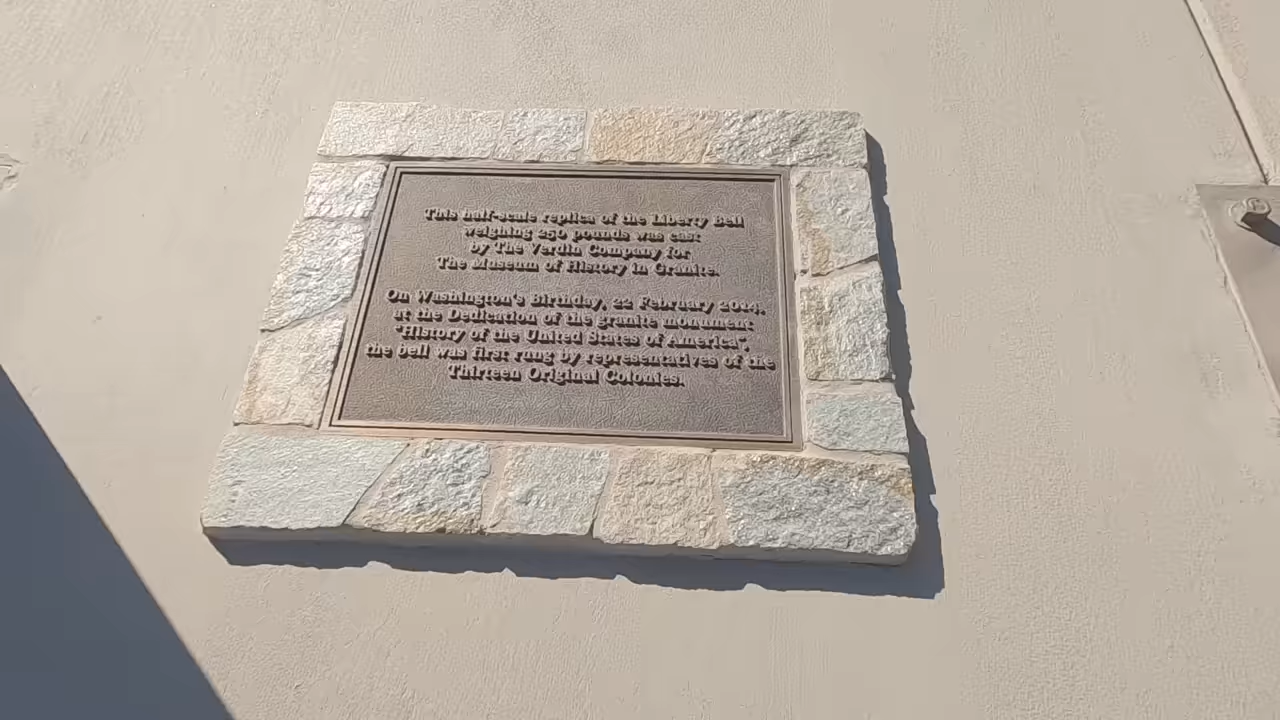 This half-scale replica of the Liberty Bell
weighing 250 pounds was cast
by The Verdin Company for
The Museum of History in Granite.
On Washington's Birthday, 22 February 2014,
at the Dedication of the granite monument
"History of the United States of America",
the bell was first rung by representatives of the
Thirteen Original Colonies.